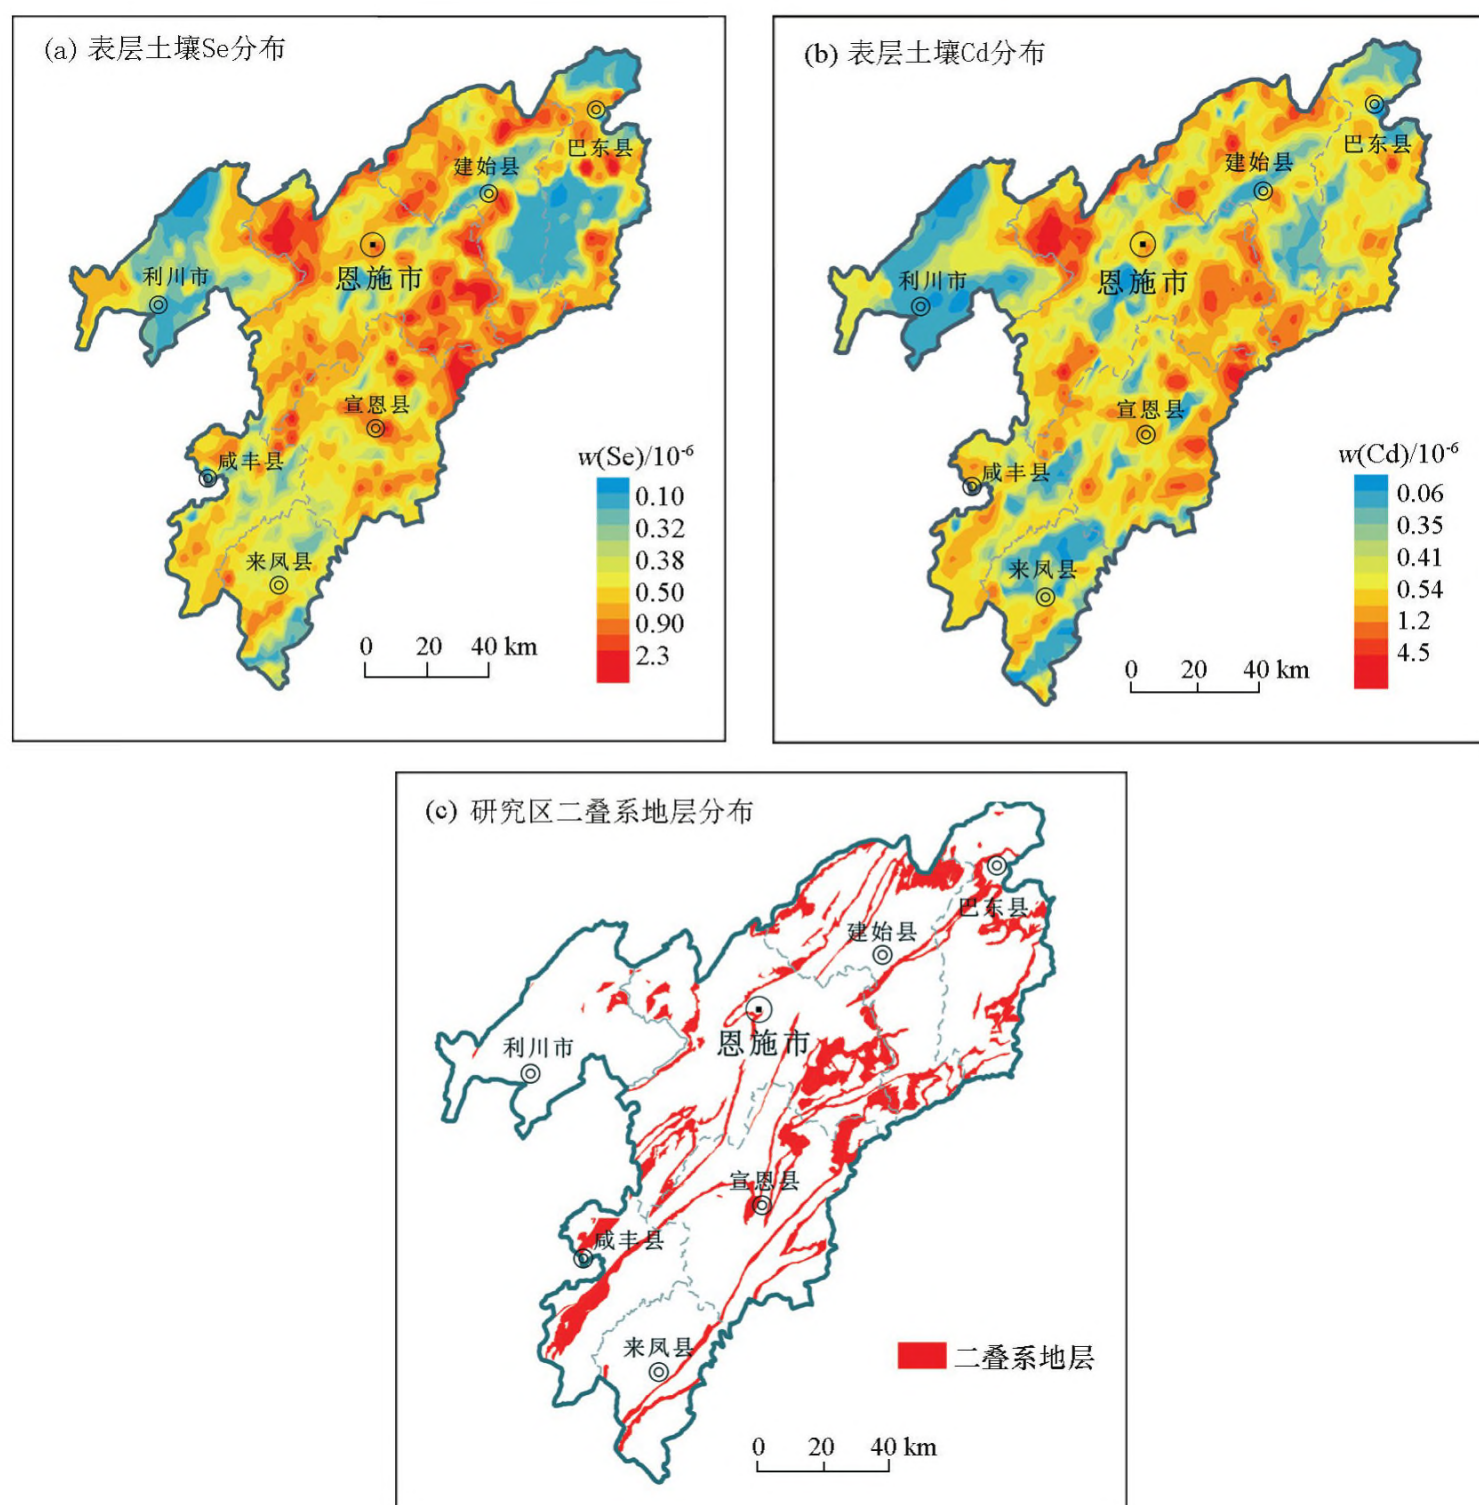 (a) 表层土壤Se分布
巴东县
建始县
恩施市
利川市
宣恩县
咸丰县
来凤县
w(Se)/10⁻⁶
0.10
0.32
0.38
0.50
0.90
2.3
0 20 40 km
(b) 表层土壤Cd分布
巴东县
建始县
恩施市
利川市
宣恩县
咸丰县
来凤县
w(Cd)/10⁻⁶
0.06
0.35
0.41
0.54
1.2
4.5
0 20 40 km
(c) 研究区二叠系地层分布
巴东县
建始县
恩施市
利川市
宣恩县
咸丰县
来凤县
二叠系地层
0 20 40 km